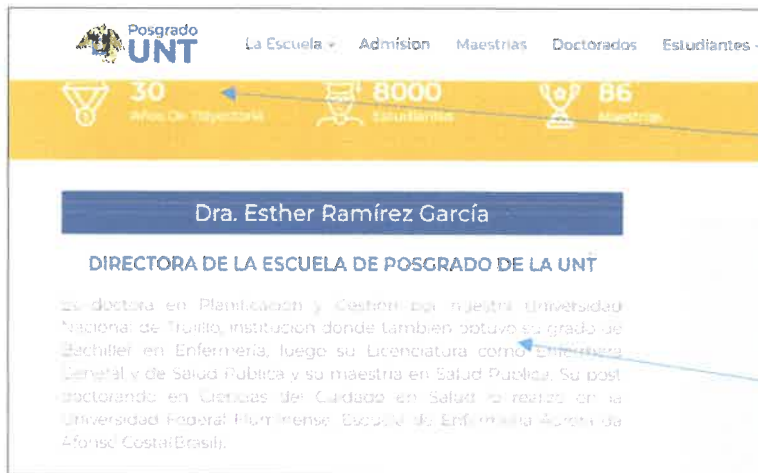 Posgrado
UNT
La Escuela Admision Maestrias Doctorados Estudiantes
30 8000 86
Años De Trayectoria Estudiantes Maestrías
Dra. Esther Ramírez García
DIRECTORA DE LA ESCUELA DE POSGRADO DE LA UNT
Es doctora en Planificación y Gestión por nuestra Universidad
Nacional de Trujillo, institución donde también obtuvo su grado de
Bachiller en Enfermería, luego su Licenciatura como Enfermera
General y de Salud Pública y su maestría en Salud Pública. Su post
doctorando en Ciencias del Cuidado en Salud lo realizó en la
Universidad Federal Fluminense, Escuela de Enfermería Aurora da
Afonso Costa(Brasil).